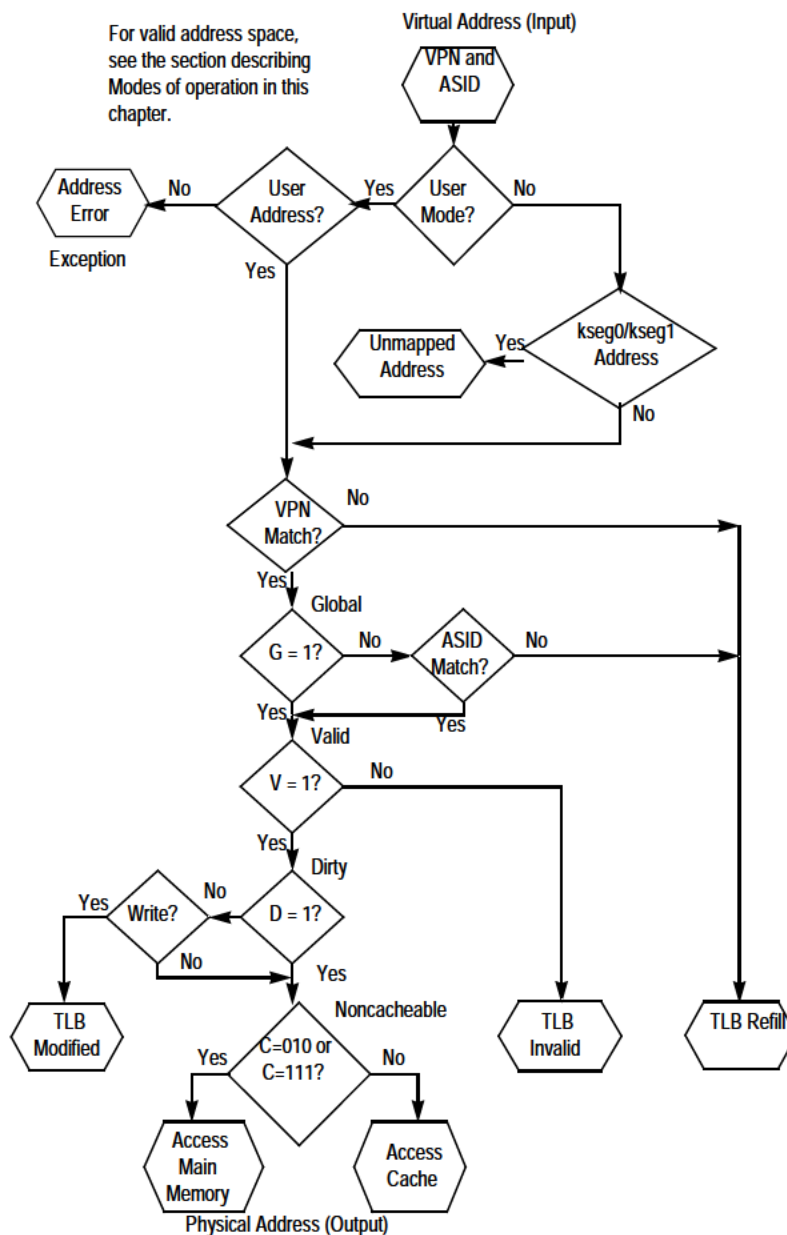 For valid address space,
see the section describing
Modes of operation in this
chapter.
Virtual Address (Input)
VPN and
ASID
Address
Error
Exception
No
User
Address?
Yes
User
Mode?
No
Yes
Unmapped
Address
Yes
kseg0/kseg1
Address
No
VPN
Match?
No
Yes
Global
G = 1?
No
ASID
Match?
No
Yes
Yes
Valid
V = 1?
No
Yes
Dirty
Yes
Write?
No
D = 1?
No
Yes
Noncacheable
TLB
Modified
Yes
C=010 or
C=111?
No
TLB
Invalid
TLB Refill
Access
Main
Memory
Access
Cache
Physical Address (Output)